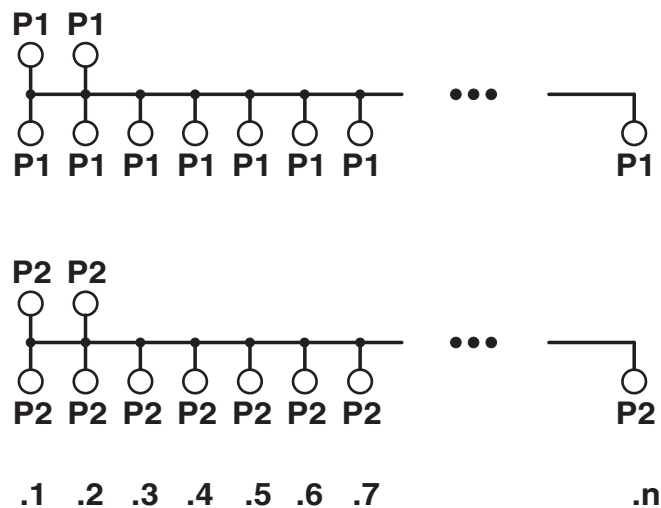 P1 P1
P1 P1 P1 P1 P1 P1 P1 P1
P2 P2
P2 P2 P2 P2 P2 P2 P2 P2
.1 .2 .3 .4 .5 .6 .7 .n